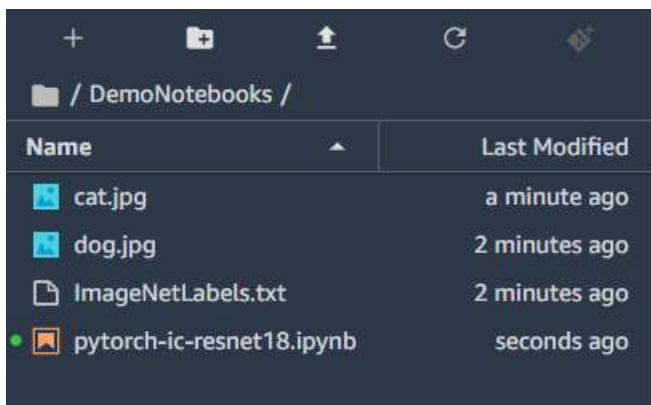 / DemoNotebooks /
Name Last Modified
cat.jpg a minute ago
dog.jpg 2 minutes ago
ImageNetLabels.txt 2 minutes ago
pytorch-ic-resnet18.ipynb seconds ago